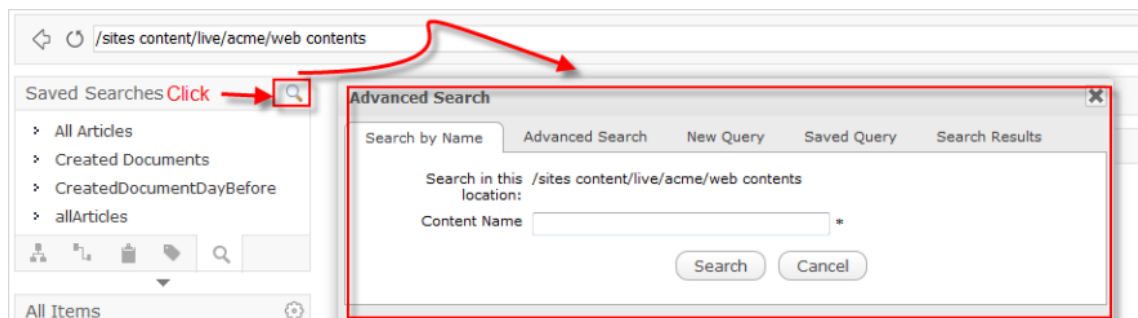 /sites content/live/acme/web contents
Saved Searches Click
Advanced Search
Search by Name Advanced Search New Query Saved Query Search Results
All Articles
Created Documents
CreatedDocumentDayBefore
allArticles
Search in this location: /sites content/live/acme/web contents
Content Name *
Search Cancel
All Items